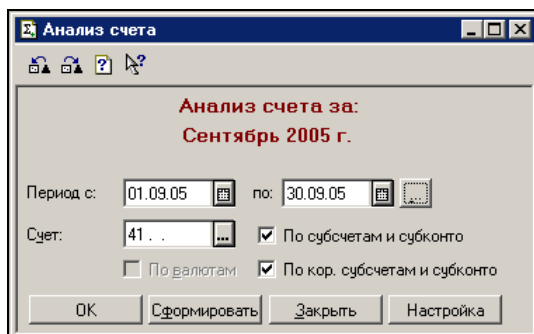 Анализ счета
Анализ счета за:
Сентябрь 2005 г.
Период с: 01.09.05 по: 30.09.05 ...
Счет: 41 . . ... По субсчетам и субконто
По валютам По кор. субсчетам и субконто
OK Сформировать Закрыть Настройка